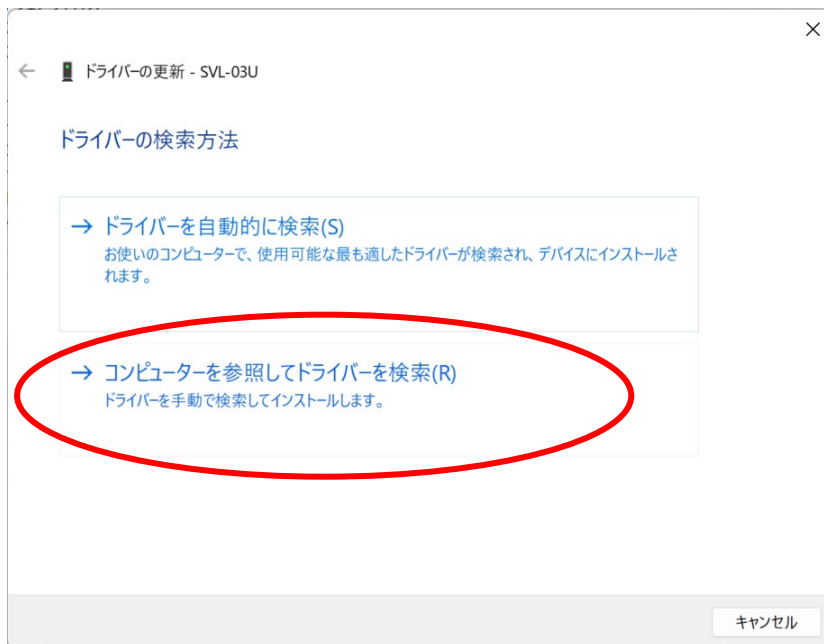 ドライバーの更新 - SVL-03U
ドライバーの検索方法
→ ドライバーを自動的に検索(S)
お使いのコンピューターで、使用可能な最も適したドライバーが検索され、デバイスにインストールさ
れます。
→ コンピューターを参照してドライバーを検索(R)
ドライバーを手動で検索してインストールします。
キャンセル